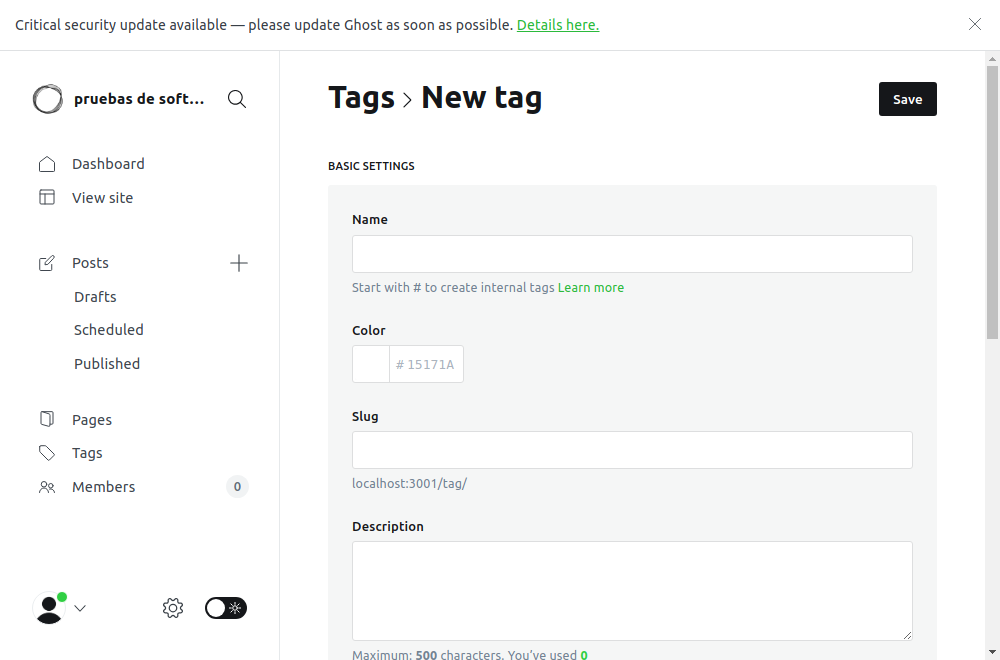 Critical security update available — please update Ghost as soon as possible. Details here.
pruebas de soft...
Tags > New tag
Save
Dashboard
View site
BASIC SETTINGS
Name
Start with # to create internal tags Learn more
Posts
Drafts
Scheduled
Published
Color
# 15171A
Slug
localhost:3001/tag/
Pages
Tags
Members 0
Description
Maximum: 500 characters. You've used 0